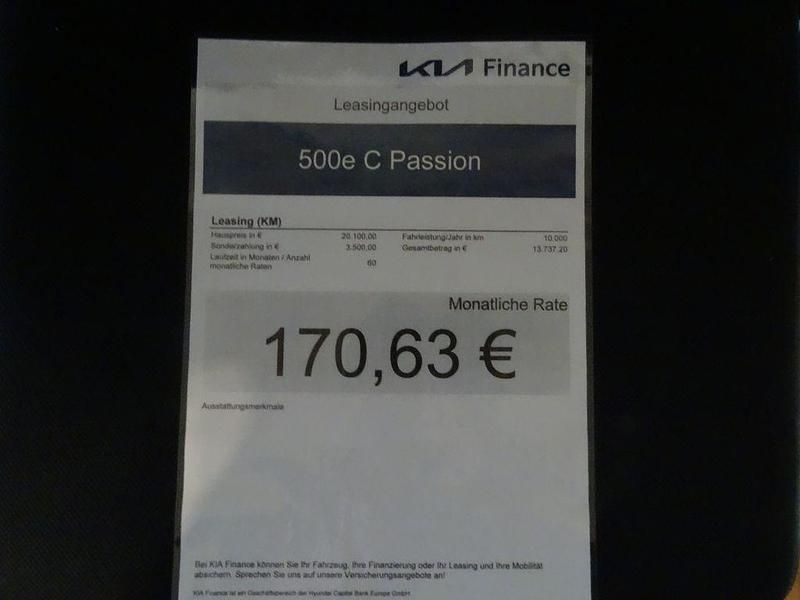 KIA Finance
Leasingangebot
500e C Passion
Leasing (KM)
Hauspreis in € 20.100,00 Fahrleistung/Jahr in km 10.000
Sonderzahlung in € 3.500,00 Gesamtbetrag in € 13.737,20
Laufzeit in Monaten / Anzahl
monatliche Raten 60
Monatliche Rate
170,63 €
Ausstattungsmerkmale
Bei KIA Finance können Sie Ihr Fahrzeug, Ihre Finanzierung oder Ihr Leasing und Ihre Mobilität
absichern. Sprechen Sie uns auf unsere Versicherungsangebote an!
KIA Finance ist ein Geschäftsbereich der Hyundai Capital Bank Europe GmbH